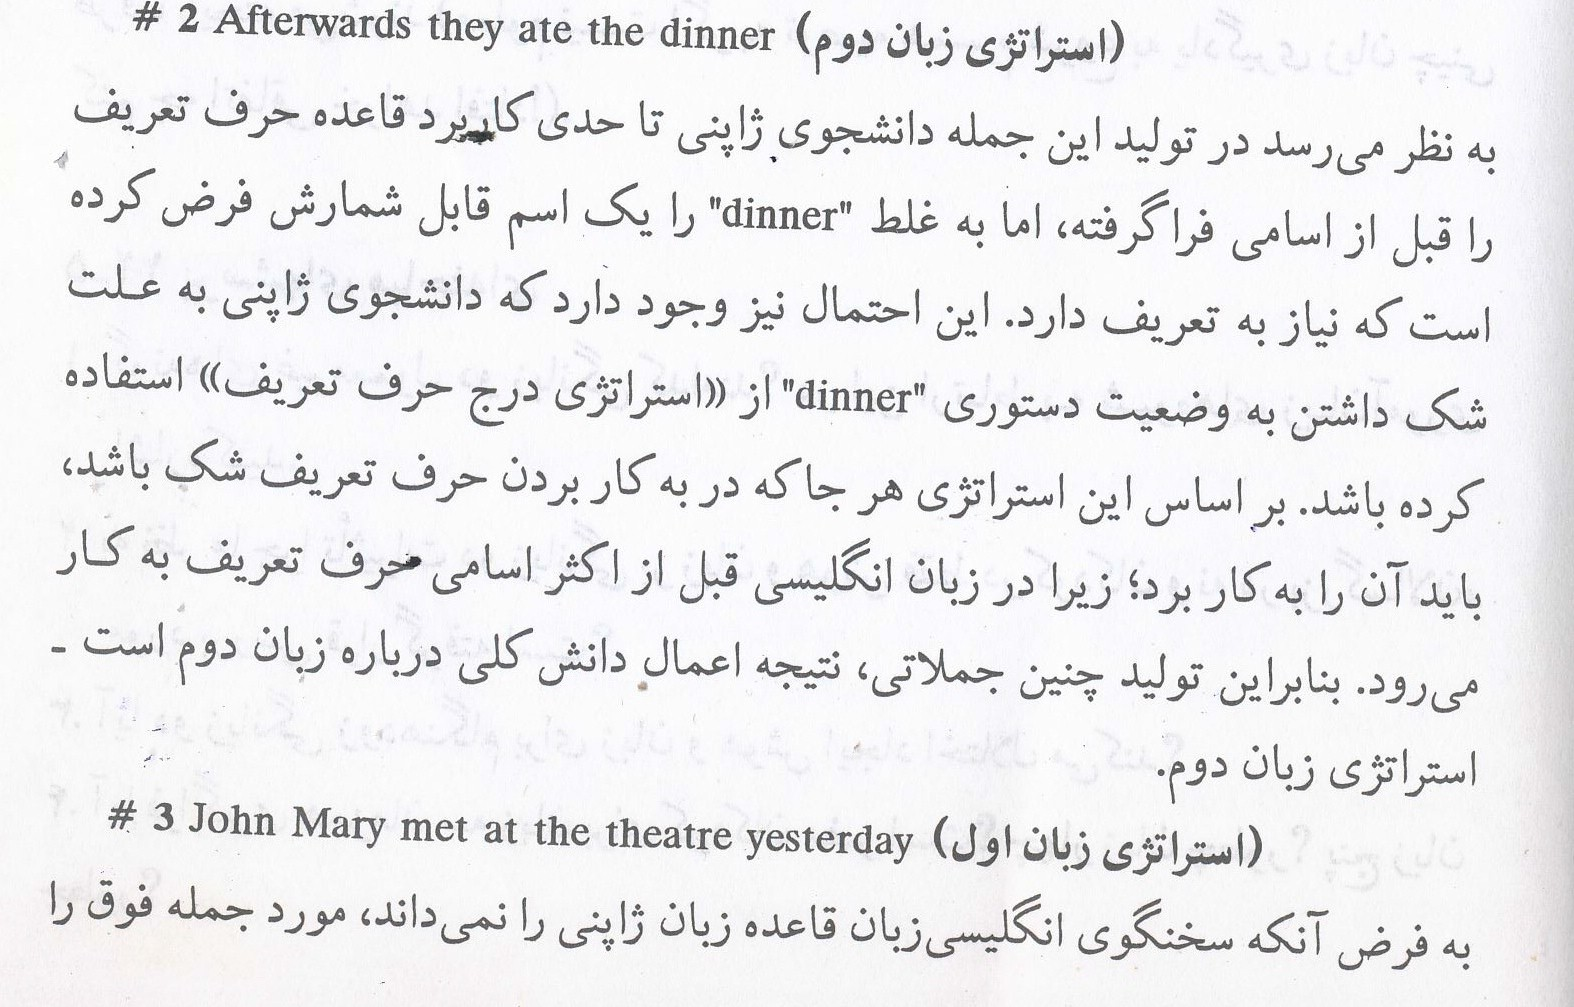 # 2 Afterwards they ate the dinner (استراتژی زبان دوم)
به نظر می‌رسد در تولید این جمله دانشجوی ژاپنی تا حدی کاربرد قاعده حرف تعریف
را قبل از اسامی فراگرفته، اما به غلط "dinner" را یک اسم قابل شمارش فرض کرده
است که نیاز به تعریف دارد. این احتمال نیز وجود دارد که دانشجوی ژاپنی به علت
شک داشتن به وضعیت دستوری "dinner" از «استراتژی درج حرف تعریف» استفاده
کرده باشد. بر اساس این استراتژی هر جا که در به کار بردن حرف تعریف شک باشد،
باید آن را به کار برد؛ زیرا در زبان انگلیسی قبل از اکثر اسامی حرف تعریف به کار
می‌رود. بنابراین تولید چنین جملاتی، نتیجه اعمال دانش کلی درباره زبان دوم است ـ
استراتژی زبان دوم.
# 3 John Mary met at the theatre yesterday (استراتژی زبان اول)
به فرض آنکه سخنگوی انگلیسی‌زبان قاعده زبان ژاپنی را نمی‌داند، مورد جمله فوق را